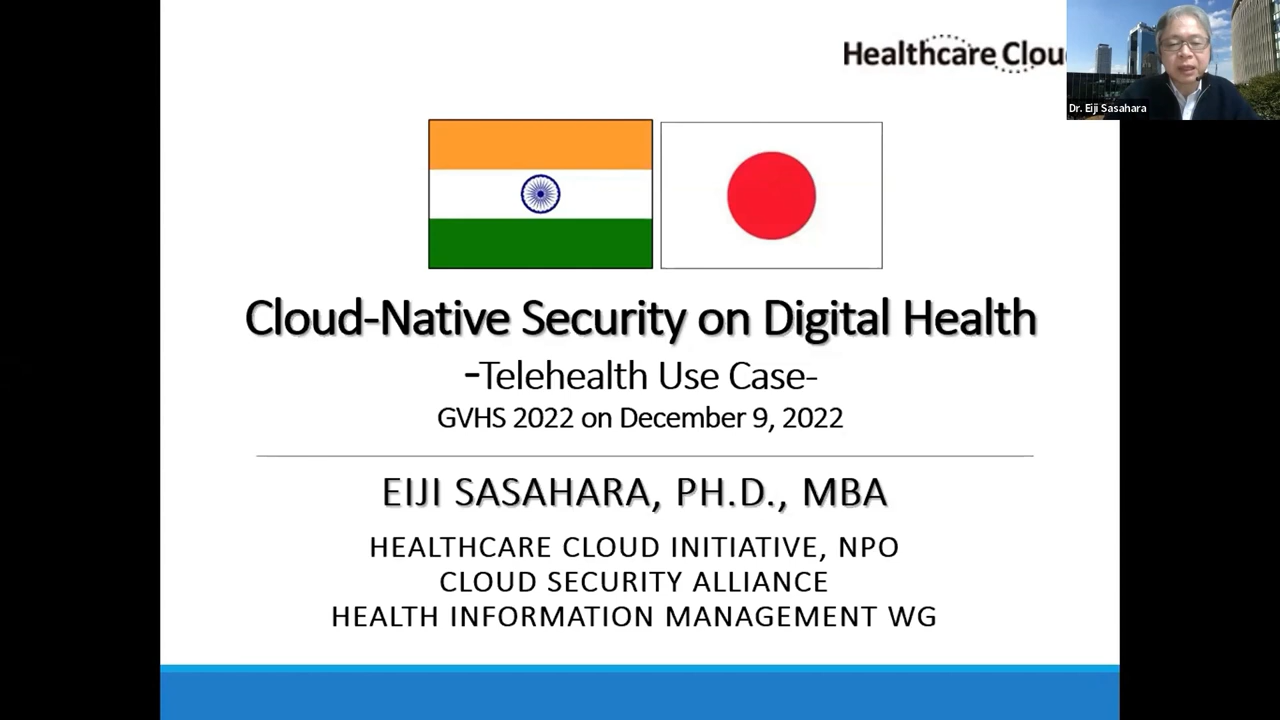 Healthcare Clou
Dr. Eiji Sasahara
Cloud-Native Security on Digital Health
-Telehealth Use Case-
GVHS 2022 on December 9, 2022
EIJI SASAHARA, PH.D., MBA
HEALTHCARE CLOUD INITIATIVE, NPO
CLOUD SECURITY ALLIANCE
HEALTH INFORMATION MANAGEMENT WG